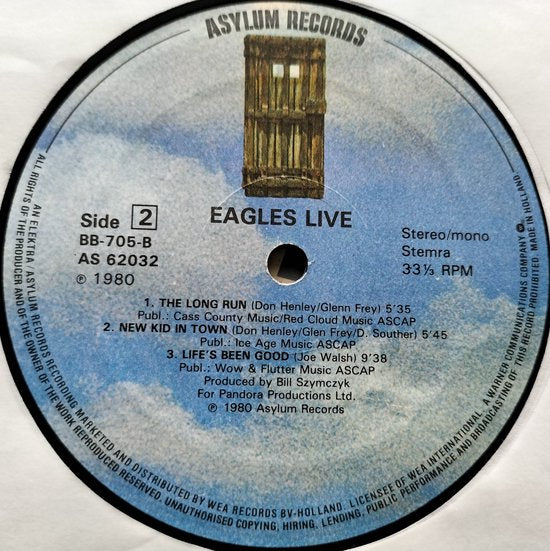 ASYLUM RECORDS
EAGLES LIVE
Side 2
BB-705-B
AS 62032
℗ 1980
Stereo/mono
Stemra
33⅓ RPM
1. THE LONG RUN (Don Henley/Glenn Frey) 5'35
Publ.: Cass County Music/Red Cloud Music ASCAP
2. NEW KID IN TOWN (Don Henley/Glen Frey/D. Souther) 5'45
Publ.: Ice Age Music ASCAP
3. LIFE'S BEEN GOOD (Joe Walsh) 9'38
Publ.: Wow & Flutter Music ASCAP
Produced by Bill Szymczyk
For Pandora Productions Ltd.
℗ 1980 Asylum Records
AN ELEKTRA/ASYLUM RECORDS RECORDING MARKETED AND DISTRIBUTED BY WEA RECORDS BV-HOLLAND. LICENSEE OF WEA INTERNATIONAL. A WARNER COMMUNICATIONS COMPANY
ALL RIGHTS OF THE PRODUCER AND OF THE OWNER OF THE WORK REPRODUCED RESERVED. UNAUTHORISED COPYING, HIRING, LENDING, PUBLIC PERFORMANCE AND BROADCASTING OF THIS RECORD PROHIBITED. MADE IN HOLLAND